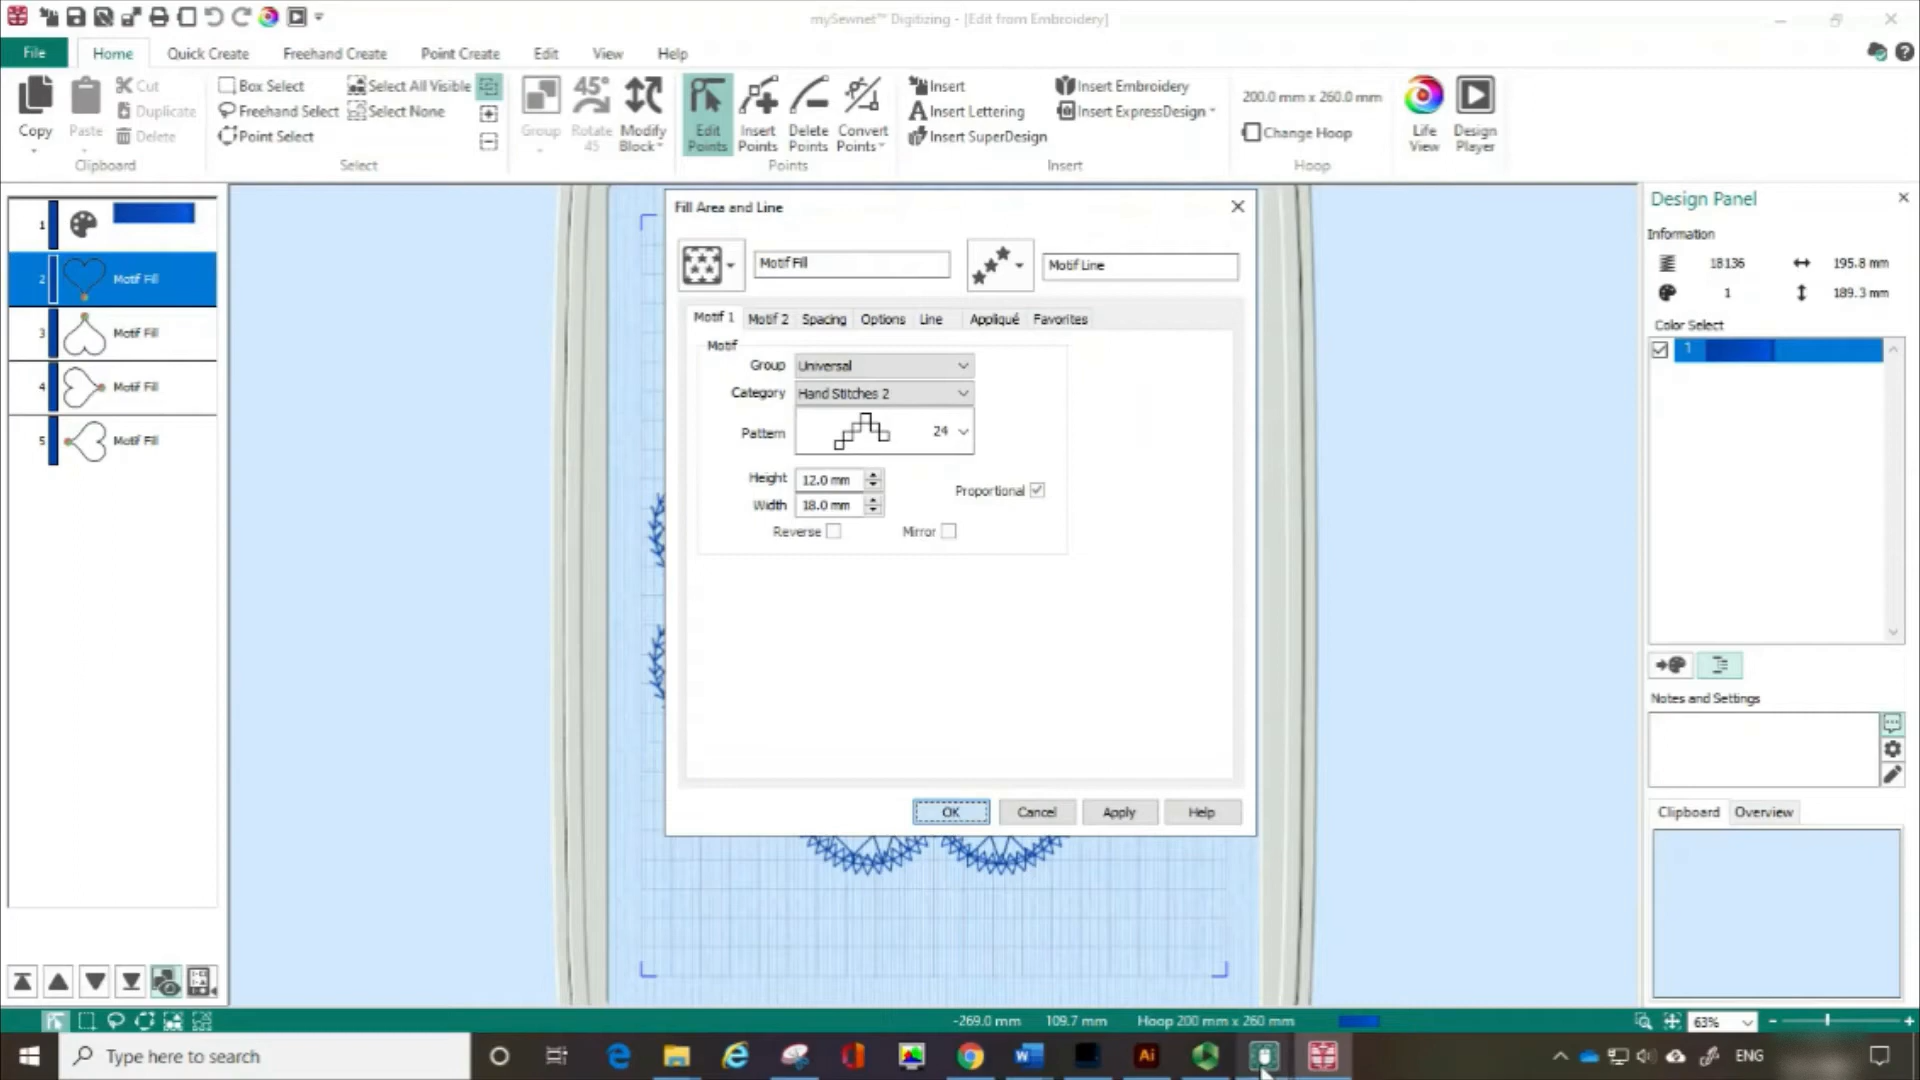 mySewnet™ Digitizing - [Edit from Embroidery]
File Home Quick Create Freehand Create Point Create Edit View Help
Copy
Paste
Cut
Duplicate
Delete
Clipboard
Box Select
Freehand Select
Point Select
Select All Visible
Select None
Select
Group
Rotate 45
Modify Block
Edit Points
Insert Points
Delete Points
Convert Points
Points
Insert
Insert Lettering
Insert SuperDesign
Insert Embroidery
Insert ExpressDesign
Insert
200.0 mm x 260.0 mm
Change Hoop
Hoop
Life View
Design Player
1
2 Motif Fill
3 Motif Fill
4 Motif Fill
5 Motif Fill
Fill Area and Line
Motif Fill
Motif Line
Motif 1 Motif 2 Spacing Options Line Appliqué Favorites
Motif
Group Universal
Category Hand Stitches 2
Pattern 24
Height 12.0 mm
Width 18.0 mm
Proportional
Reverse Mirror
OK Cancel Apply Help
Design Panel
Information
18136 195.8 mm
1 189.3 mm
Color Select
1
Notes and Settings
Clipboard Overview
-269.0 mm 109.7 mm Hoop 200 mm x 260 mm 63%
Type here to search
Ai
ENG